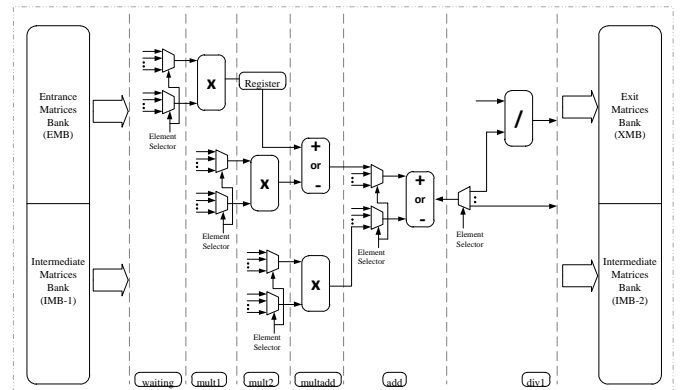 Entrance
Matrices
Bank
(EMB)
Intermediate
Matrices
Bank
(IMB-1)
Element
Selector
x
Register
Element
Selector
x
+
or
-
Element
Selector
x
Element
Selector
+
or
-
Element
Selector
/
Exit
Matrices
Bank
(XMB)
Intermediate
Matrices
Bank
(IMB-2)
waiting
mult1
mult2
multadd
add
div1